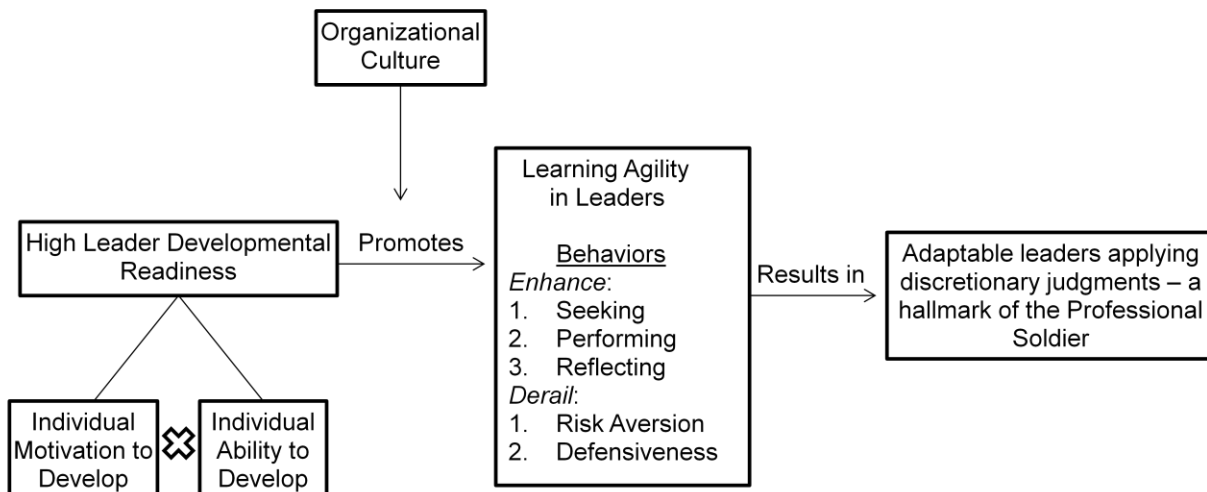 Organizational
Culture
High Leader Developmental
Readiness
Promotes
Individual
Motivation to
Develop
Individual
Ability to
Develop
Learning Agility
in Leaders
Behaviors
Enhance:
1. Seeking
2. Performing
3. Reflecting
Derail:
1. Risk Aversion
2. Defensiveness
Results in
Adaptable leaders applying
discretionary judgments – a
hallmark of the Professional
Soldier